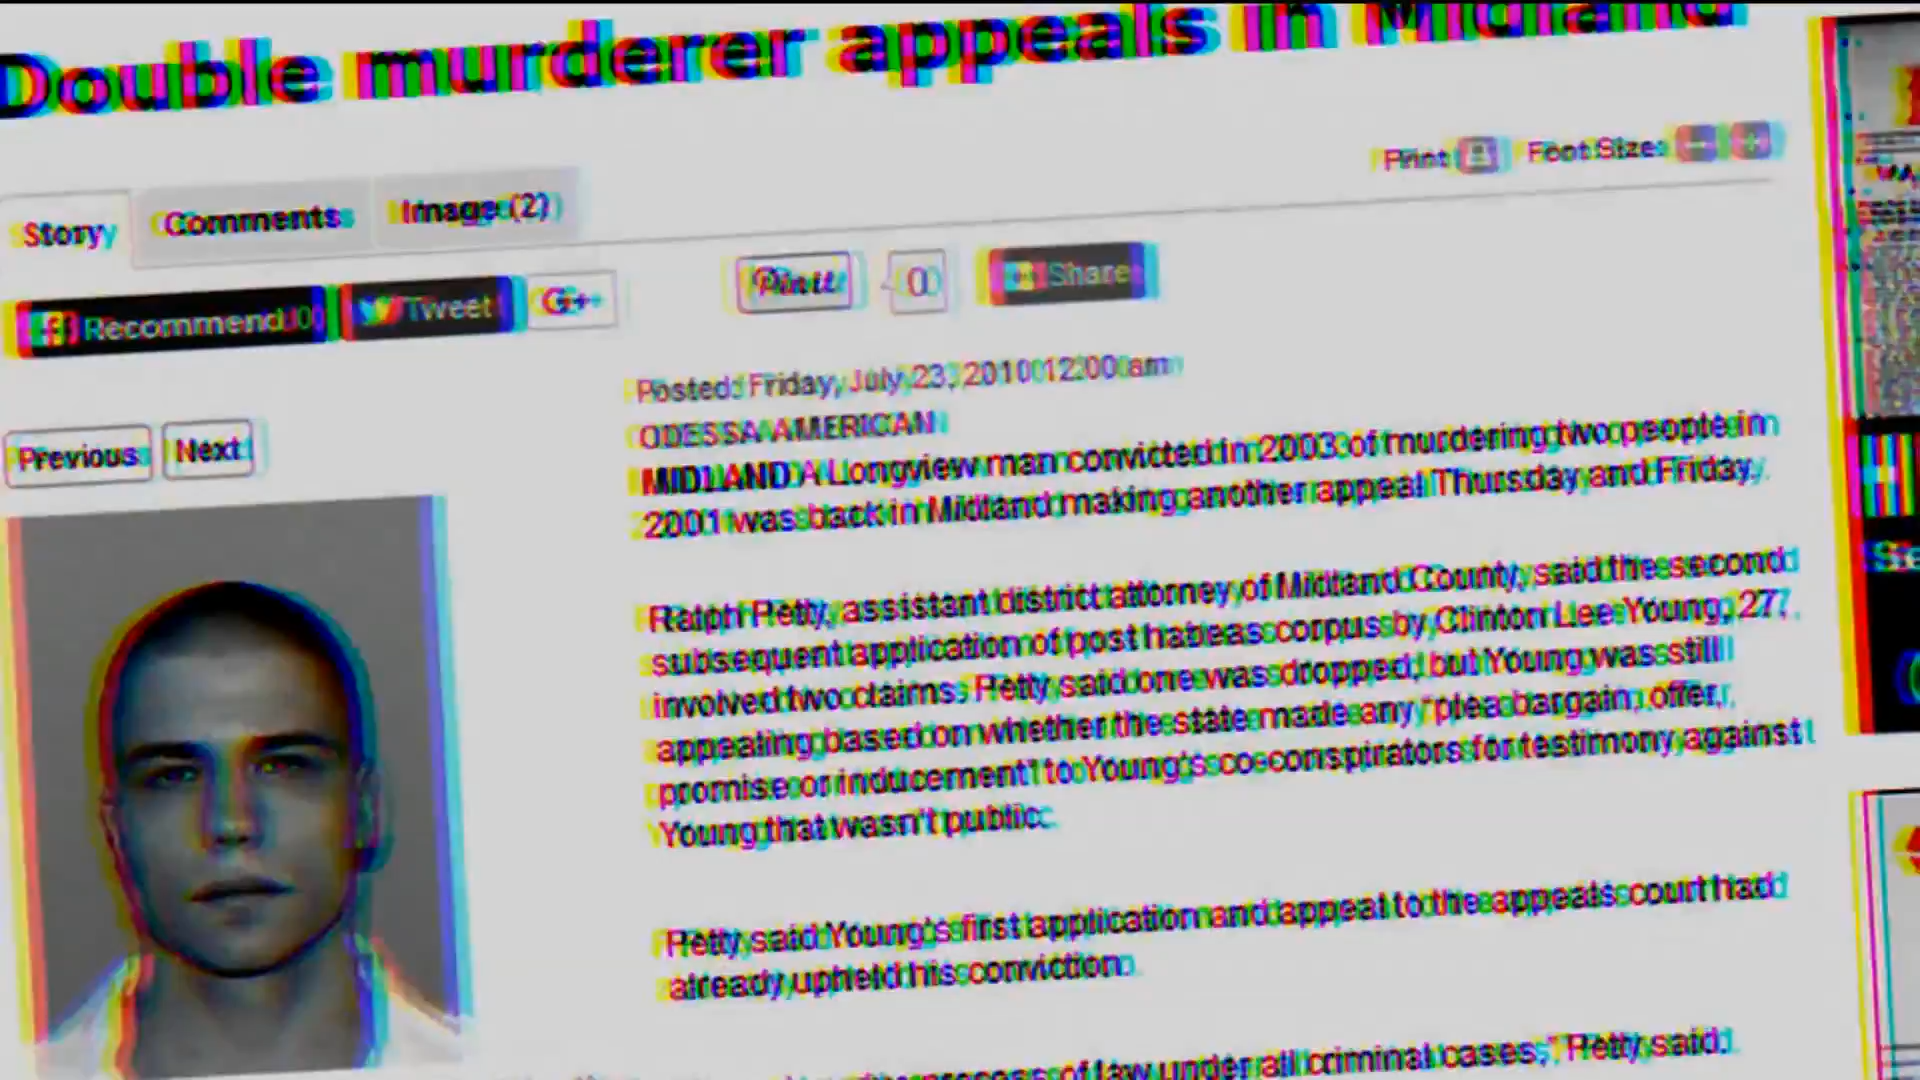 Double murderer appeals in Midland
Print Font Size:
Story Comments Image (2)
Recommend 0 Tweet G+ Pin it 0 Share
Posted: Friday, July 23, 2010 12:00 am
ODESSA AMERICAN
Previous Next
MIDLAND A Longview man convicted in 2003 of murdering two people in
2001 was back in Midland making another appeal Thursday and Friday.
Ralph Petty, assistant district attorney of Midland County, said the second
subsequent application of post habeas corpus by Clinton Lee Young, 27,
involved two claims. Petty said one was dropped, but Young was still
appealing based on whether the state made any "plea bargain, offer,
promise or inducement" to Young's co-conspirators for testimony against
Young that wasn't public.
Petty said Young's first application and appeal to the appeals court had
already upheld his conviction.
process of law under all criminal cases," Petty said.